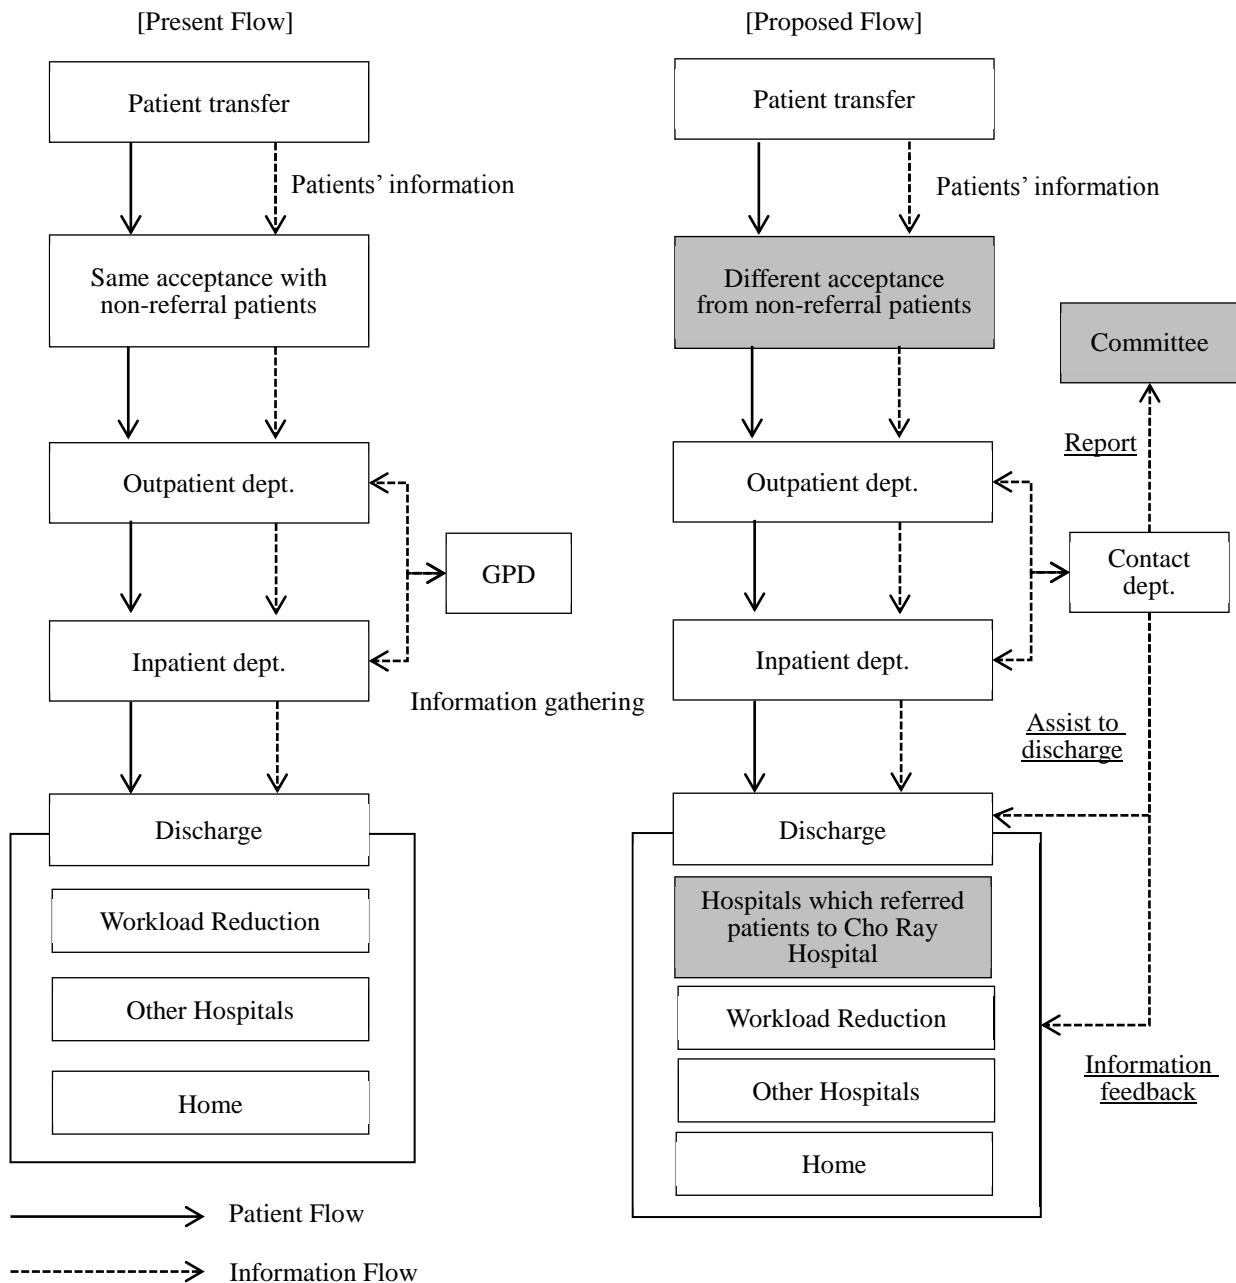 [Present Flow]
Patient transfer
Patients’ information
Same acceptance with
non-referral patients
Outpatient dept.
GPD
Inpatient dept.
Information gathering
Discharge
Workload Reduction
Other Hospitals
Home
Patient Flow
Information Flow
[Proposed Flow]
Patient transfer
Patients’ information
Different acceptance
from non-referral patients
Committee
Report
Outpatient dept.
Contact
dept.
Inpatient dept.
Assist to
discharge
Discharge
Hospitals which referred
patients to Cho Ray
Hospital
Workload Reduction
Other Hospitals
Home
Information
feedback